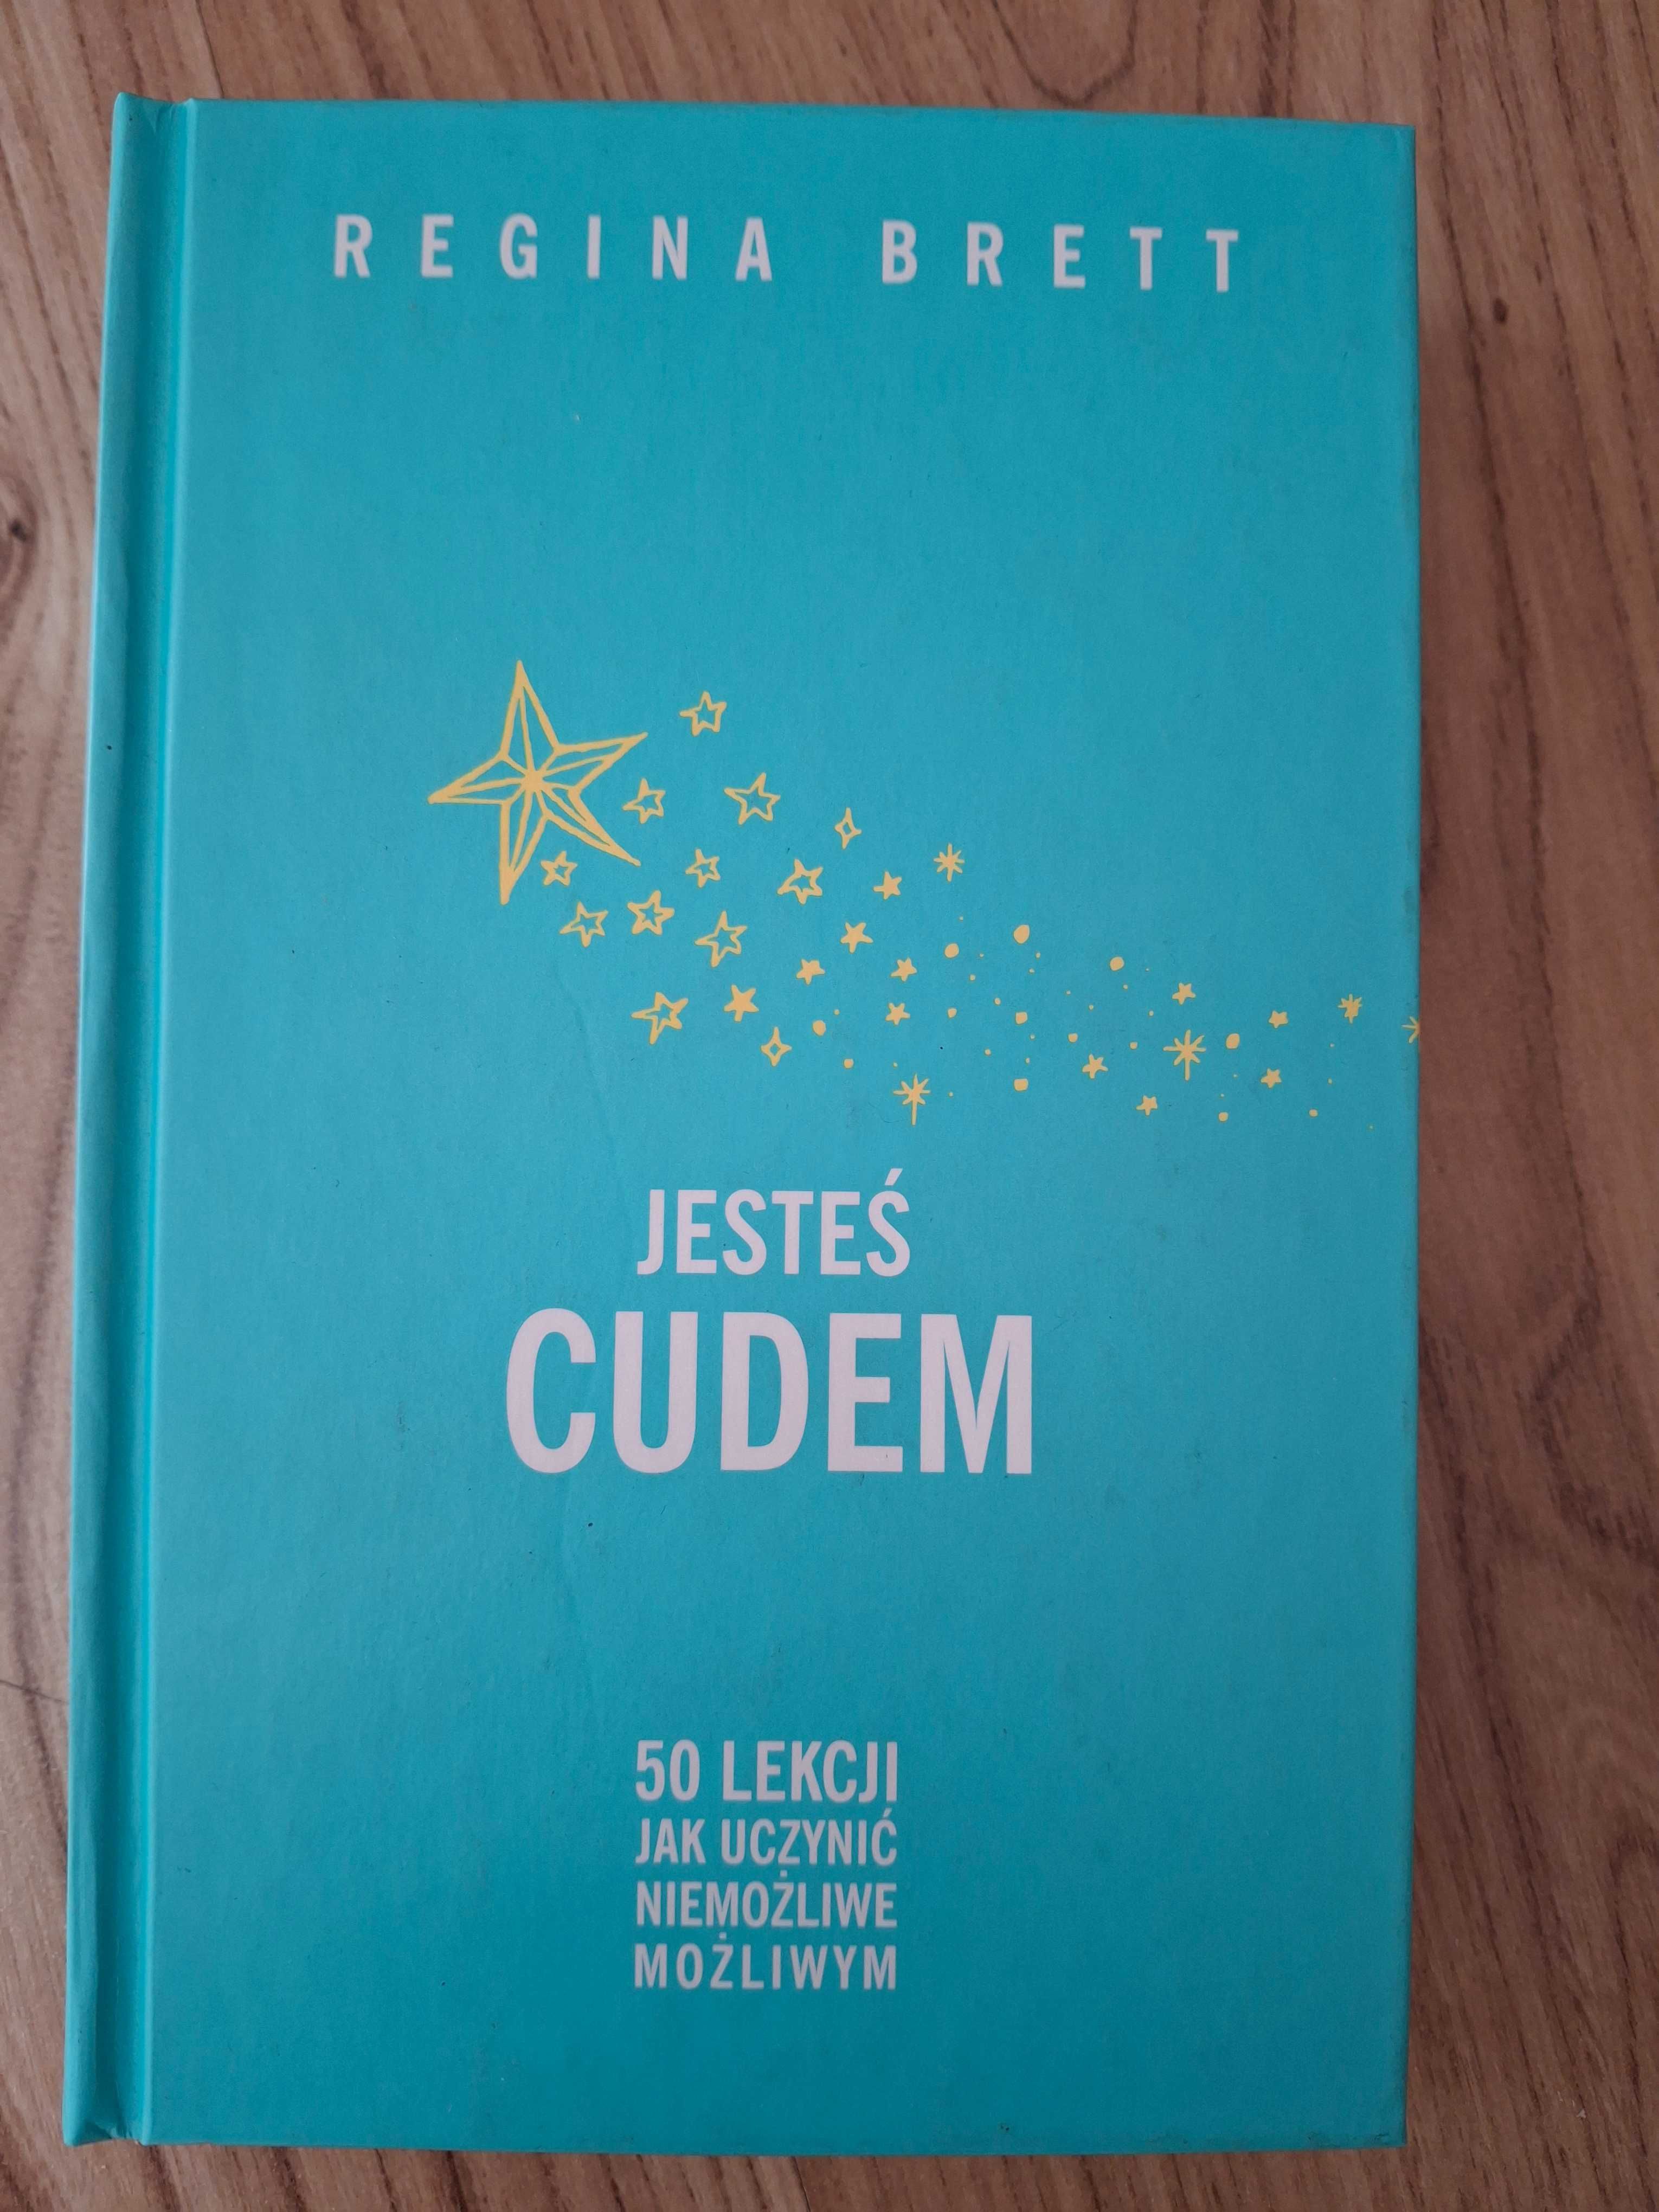 REGINA BRETT
JESTEŚ
CUDEM
50 LEKCJI
JAK UCZYNIĆ
NIEMOŻLIWE
MOŻLIWYM